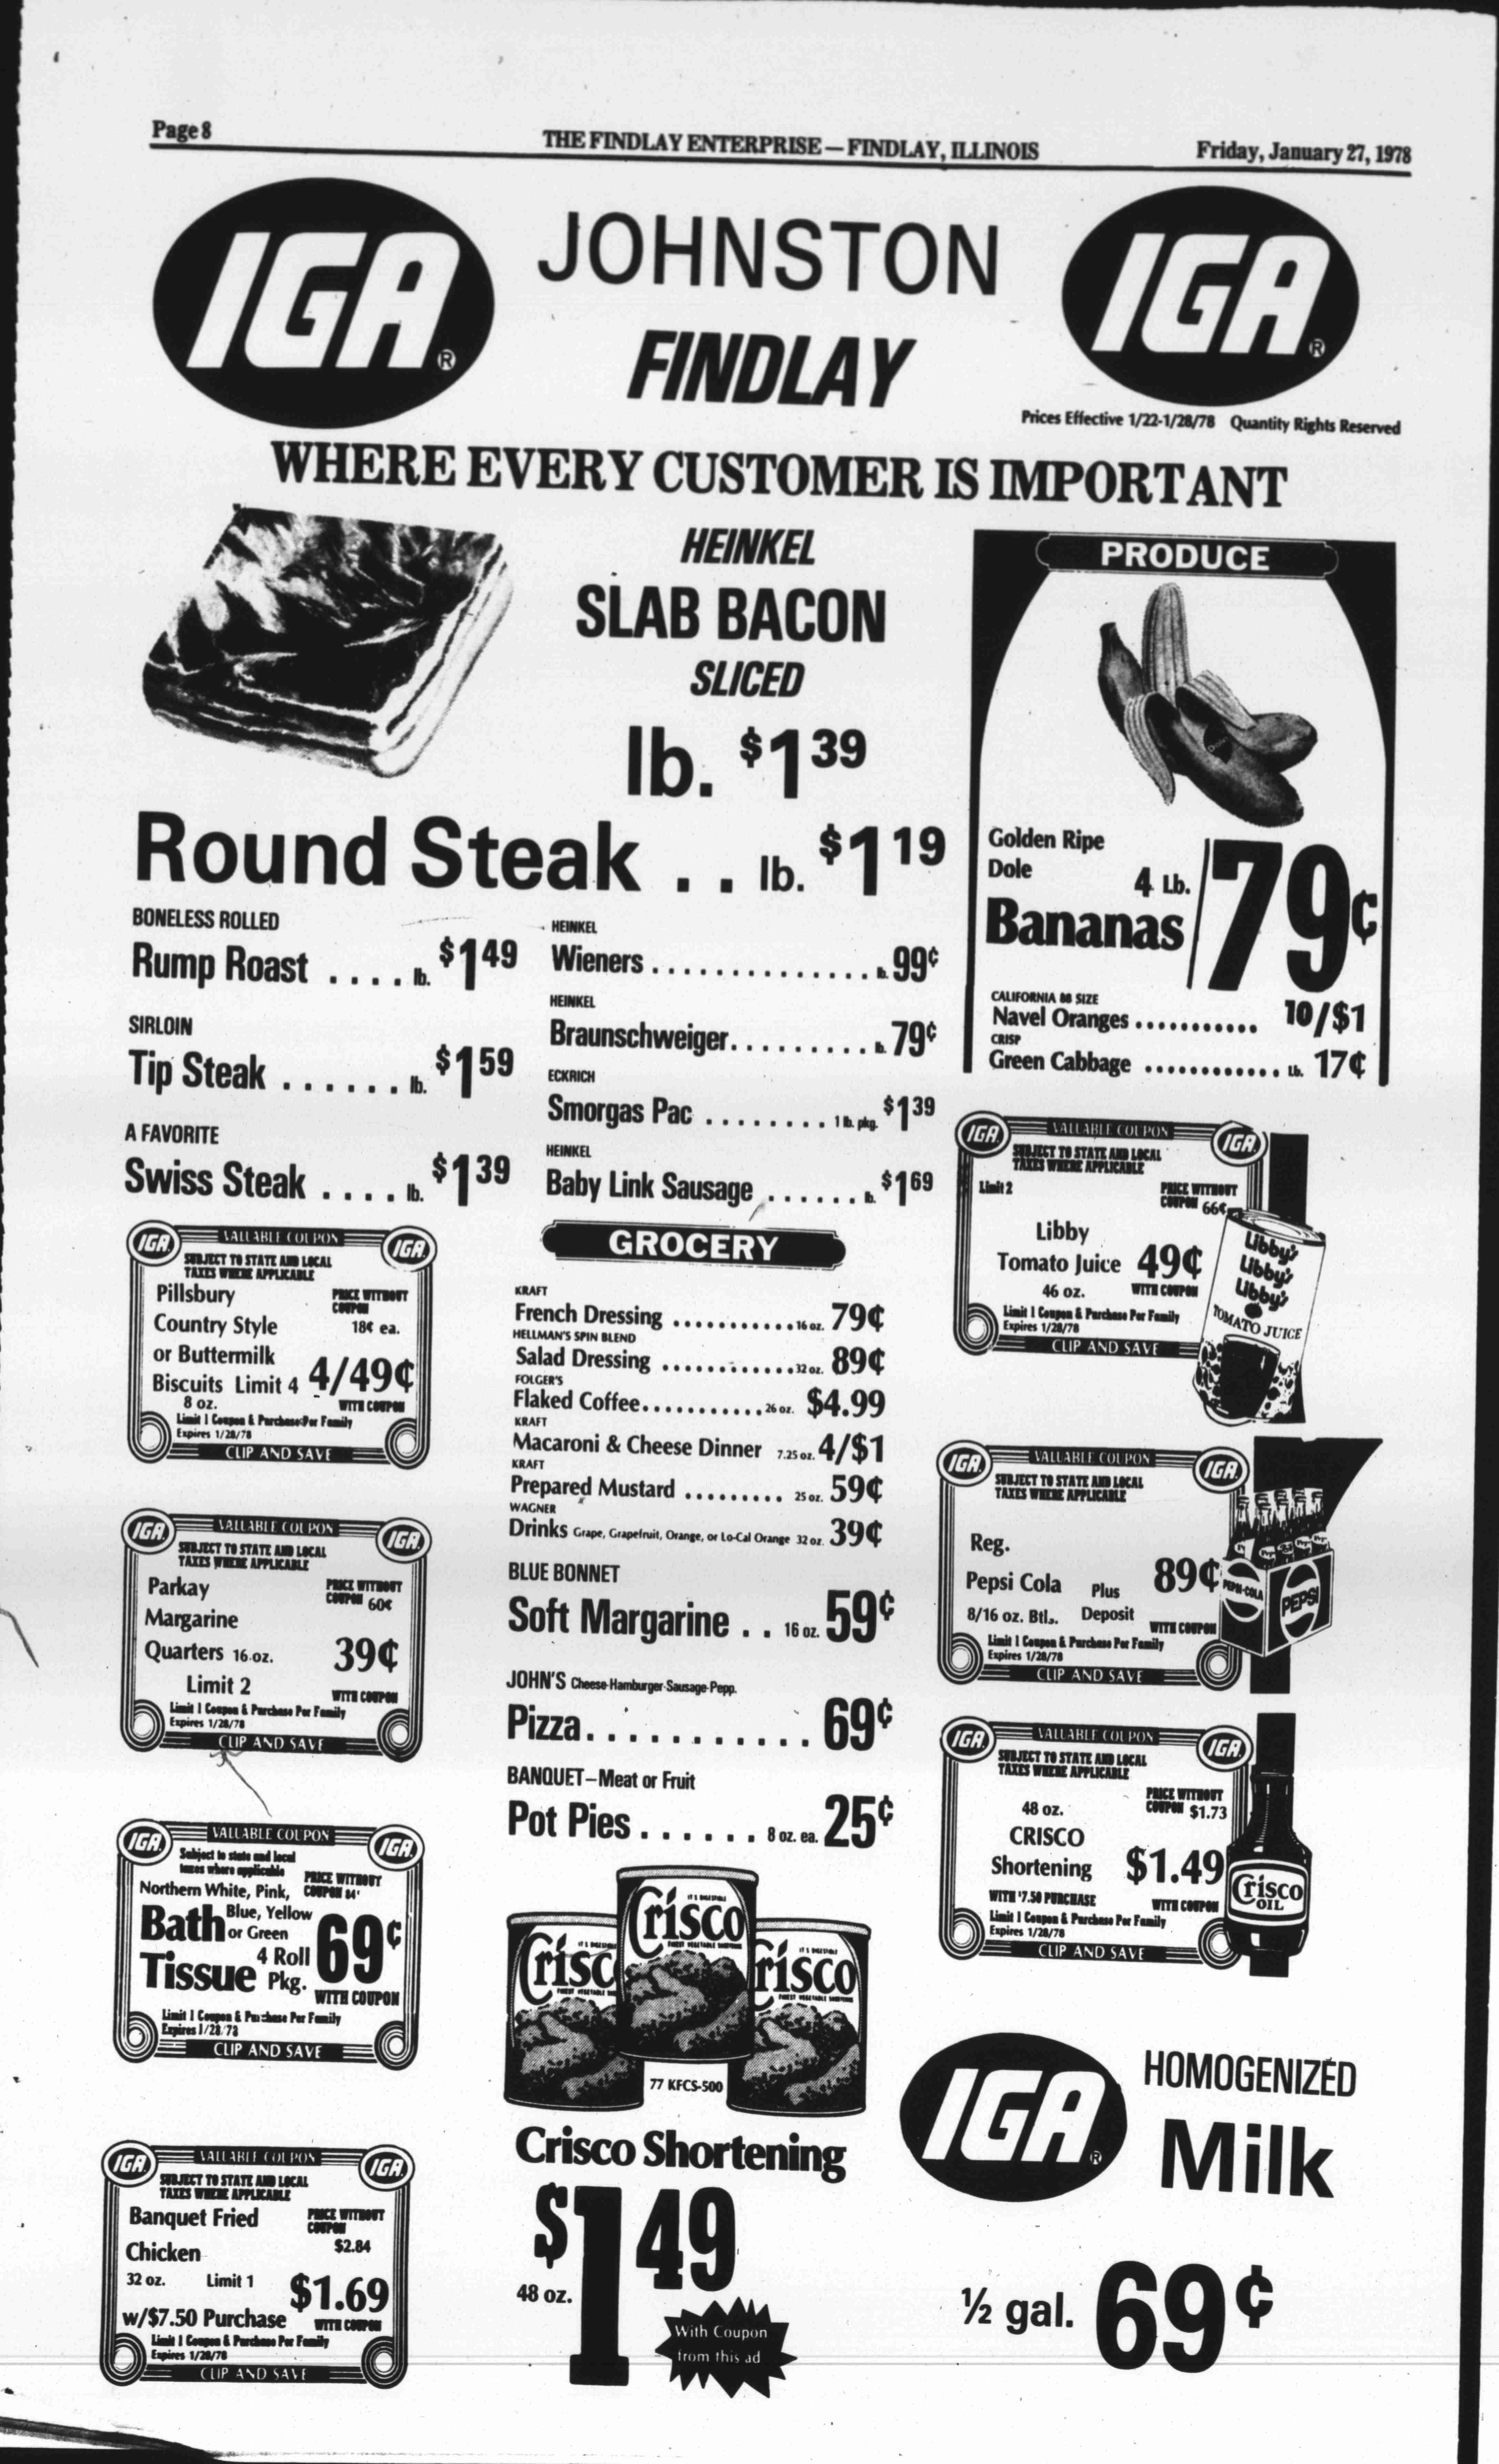 Page 8
THE FINDLAY ENTERPRISE — FINDLAY, ILLINOIS
Friday, January 27, 1978
IGA®
JOHNSTON
FINDLAY
IGA®
Prices Effective 1/22-1/28/78 Quantity Rights Reserved
WHERE EVERY CUSTOMER IS IMPORTANT
HEINKEL
SLAB BACON
SLICED
lb. $1 39
Round Steak . . lb. $1 19
BONELESS ROLLED
Rump Roast . . . . lb. $1 49
SIRLOIN
Tip Steak . . . . . . lb. $1 59
A FAVORITE
Swiss Steak . . . . lb. $1 39
HEINKEL
Wieners . . . . . . . . . . . . . . lb. 99¢
HEINKEL
Braunschweiger. . . . . . . . . lb. 79¢
ECKRICH
Smorgas Pac . . . . . . . . 1 lb. pkg. $1 39
HEINKEL
Baby Link Sausage . . . . . . lb. $1 69
PRODUCE
Golden Ripe
Dole
4 Lb.
Bananas 79¢
CALIFORNIA 88 SIZE
Navel Oranges ........... 10/$1
CRISP
Green Cabbage ............ Lb. 17¢
IGA VALUABLE COUPON IGA
SUBJECT TO STATE AND LOCAL
TAXES WHERE APPLICABLE
Pillsbury
PRICE WITHOUT
COUPON
Country Style 18¢ ea.
or Buttermilk
Biscuits Limit 4 4/49¢
8 oz. WITH COUPON
Limit 1 Coupon & Purchase Per Family
Expires 1/28/78
CLIP AND SAVE
IGA VALUABLE COUPON IGA
SUBJECT TO STATE AND LOCAL
TAXES WHERE APPLICABLE
Parkay
PRICE WITHOUT
COUPON 60¢
Margarine
Quarters 16 oz. 39¢
Limit 2
WITH COUPON
Limit 1 Coupon & Purchase Per Family
Expires 1/28/78
CLIP AND SAVE
IGA VALUABLE COUPON IGA
Subject to state and local
taxes where applicable
PRICE WITHOUT
COUPON 84¢
Northern White, Pink,
Blue, Yellow
or Green
Bath
Tissue
4 Roll
Pkg.
69¢
WITH COUPON
Limit 1 Coupon & Purchase Per Family
Expires 1/28/78
CLIP AND SAVE
IGA VALUABLE COUPON IGA
SUBJECT TO STATE AND LOCAL
TAXES WHERE APPLICABLE
Banquet Fried
PRICE WITHOUT
COUPON
Chicken $2.84
32 oz. Limit 1 $1.69
w/$7.50 Purchase WITH COUPON
Limit 1 Coupon & Purchase Per Family
Expires 1/28/78
CLIP AND SAVE
GROCERY
KRAFT
French Dressing ............16 oz. 79¢
HELLMAN'S SPIN BLEND
Salad Dressing .............32 oz. 89¢
FOLGER'S
Flaked Coffee............26 oz. $4.99
KRAFT
Macaroni & Cheese Dinner 7.25 oz. 4/$1
KRAFT
Prepared Mustard ......... 25 oz. 59¢
WAGNER
Drinks Grape, Grapefruit, Orange, or Lo-Cal Orange 32 oz. 39¢
BLUE BONNET
Soft Margarine . . 16 oz. 59¢
JOHN'S Cheese-Hamburger-Sausage-Pepp.
Pizza. . . . . . . . . . . 69¢
BANQUET—Meat or Fruit
Pot Pies . . . . . . 8 oz. ea. 25¢
Crisco
Crisco
Crisco
77 KFCS-500
Crisco Shortening
$1 49
48 oz.
With Coupon
from this ad
IGA VALUABLE COUPON IGA
SUBJECT TO STATE AND LOCAL
TAXES WHERE APPLICABLE
Limit 2
PRICE WITHOUT
COUPON 66¢
Libby
Tomato Juice 49¢
46 oz. WITH COUPON
Limit 1 Coupon & Purchase Per Family
Expires 1/28/78
CLIP AND SAVE
Libby's
Libby's
Libby's
TOMATO JUICE
IGA VALUABLE COUPON IGA
SUBJECT TO STATE AND LOCAL
TAXES WHERE APPLICABLE
Reg.
Pepsi Cola Plus 89¢
8/16 oz. Btls. Deposit
WITH COUPON
Limit 1 Coupon & Purchase Per Family
Expires 1/28/78
CLIP AND SAVE
PEPSI-COLA
PEPSI
IGA VALUABLE COUPON IGA
SUBJECT TO STATE AND LOCAL
TAXES WHERE APPLICABLE
PRICE WITHOUT
COUPON $1.73
48 oz.
CRISCO
Shortening $1.49
WITH $7.50 PURCHASE WITH COUPON
Limit 1 Coupon & Purchase Per Family
Expires 1/28/78
CLIP AND SAVE
Crisco
OIL
IGA®
HOMOGENIZED
Milk
½ gal. 69¢